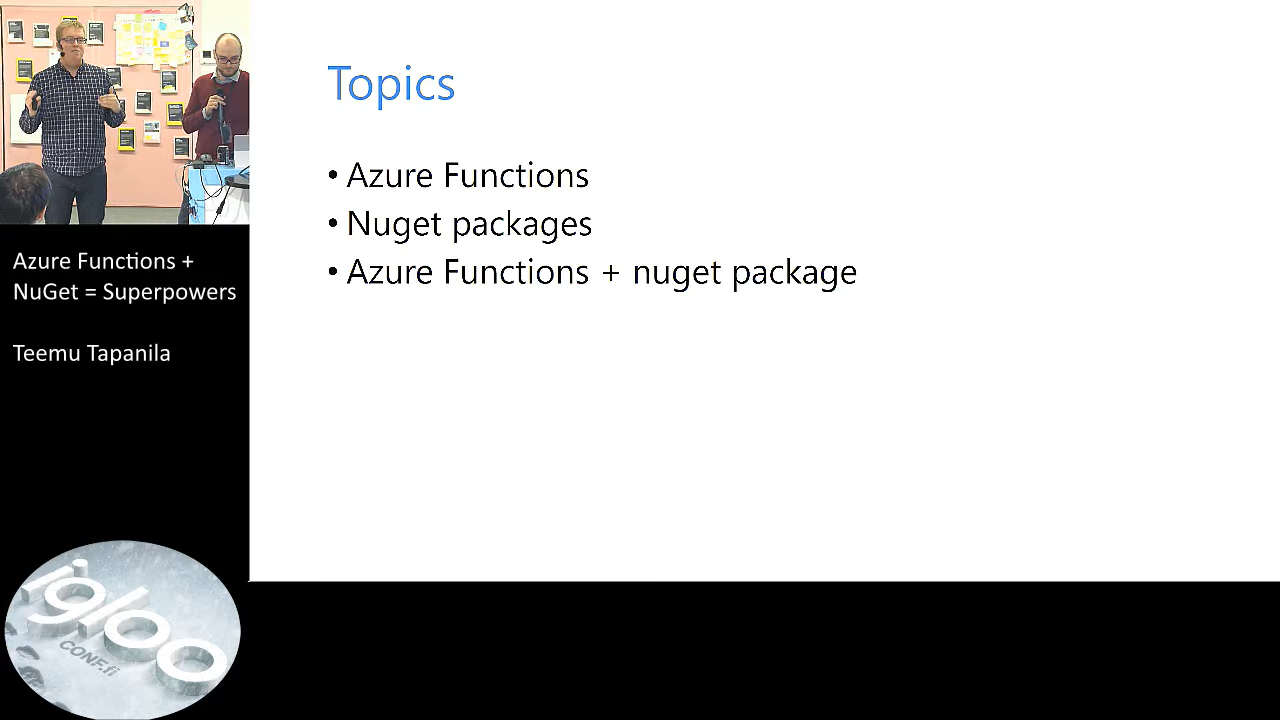 Topics
• Azure Functions
• Nuget packages
• Azure Functions + nuget package
Azure Functions +
NuGet = Superpowers
Teemu Tapanila
igloo
CONF.fi